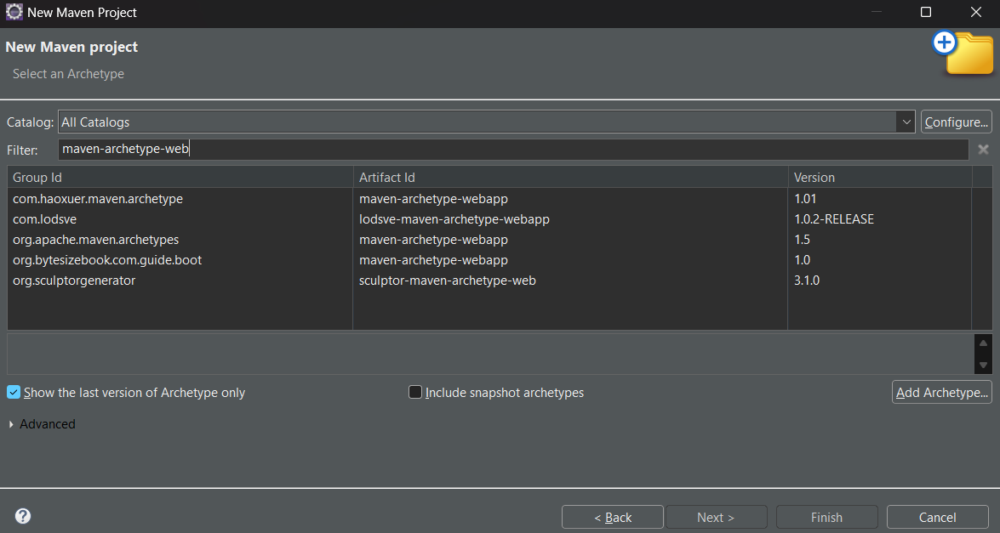 New Maven Project
New Maven project
Select an Archetype
Catalog: All Catalogs Configure...
Filter: maven-archetype-web
Group Id Artifact Id Version
com.haoxuer.maven.archetype maven-archetype-webapp 1.01
com.lodsve lodsve-maven-archetype-webapp 1.0.2-RELEASE
org.apache.maven.archetypes maven-archetype-webapp 1.5
org.bytesizebook.com.guide.boot maven-archetype-webapp 1.0
org.sculptorgenerator sculptor-maven-archetype-web 3.1.0
Show the last version of Archetype only Include snapshot archetypes Add Archetype...
Advanced
? < Back Next > Finish Cancel